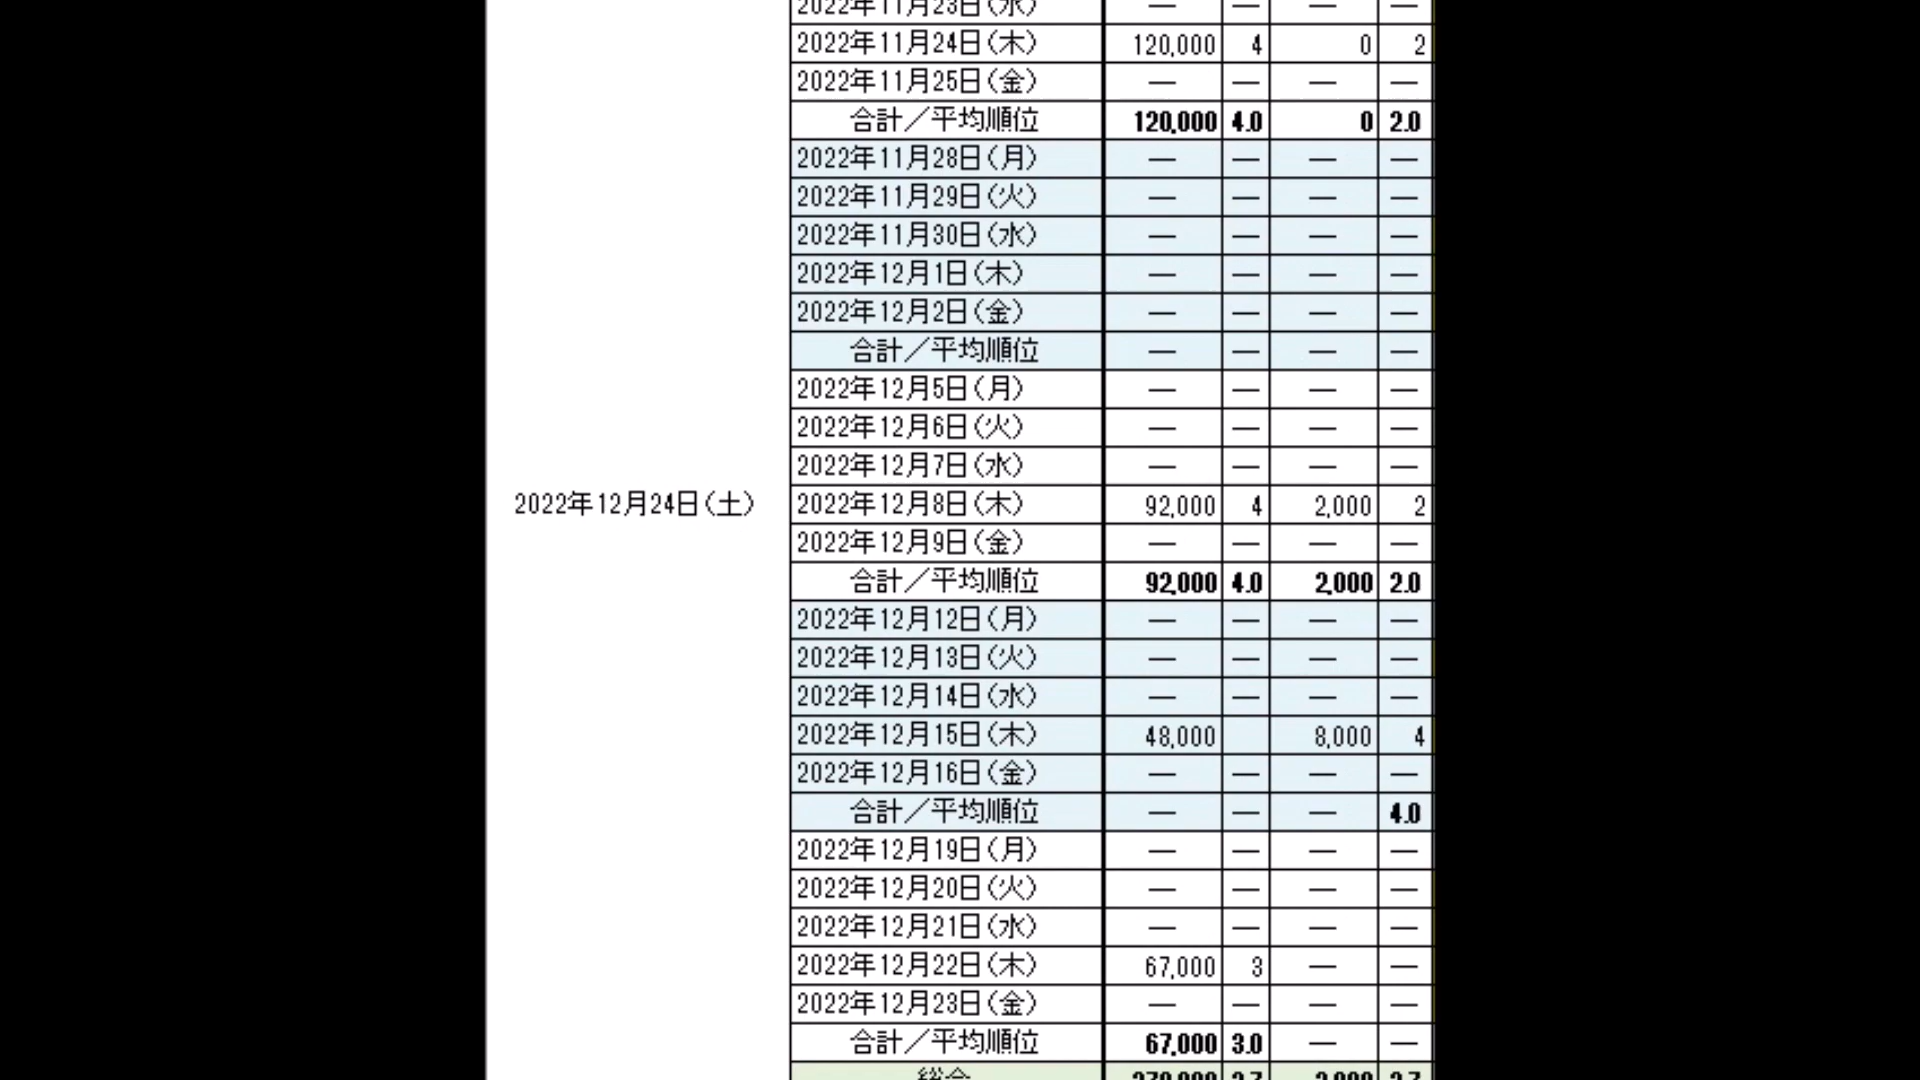 2022年11月23日(水) — — — —
2022年11月24日(木) 120,000 4 0 2
2022年11月25日(金) — — — —
合計/平均順位 120,000 4.0 0 2.0
2022年11月28日(月) — — — —
2022年11月29日(火) — — — —
2022年11月30日(水) — — — —
2022年12月1日(木) — — — —
2022年12月2日(金) — — — —
合計/平均順位 — — — —
2022年12月5日(月) — — — —
2022年12月6日(火) — — — —
2022年12月7日(水) — — — —
2022年12月24日(土) 2022年12月8日(木) 92,000 4 2,000 2
2022年12月9日(金) — — — —
合計/平均順位 92,000 4.0 2,000 2.0
2022年12月12日(月) — — — —
2022年12月13日(火) — — — —
2022年12月14日(水) — — — —
2022年12月15日(木) 48,000 8,000 4
2022年12月16日(金) — — — —
合計/平均順位 — — — 4.0
2022年12月19日(月) — — — —
2022年12月20日(火) — — — —
2022年12月21日(水) — — — —
2022年12月22日(木) 67,000 3 — —
2022年12月23日(金) — — — —
合計/平均順位 67,000 3.0 — —